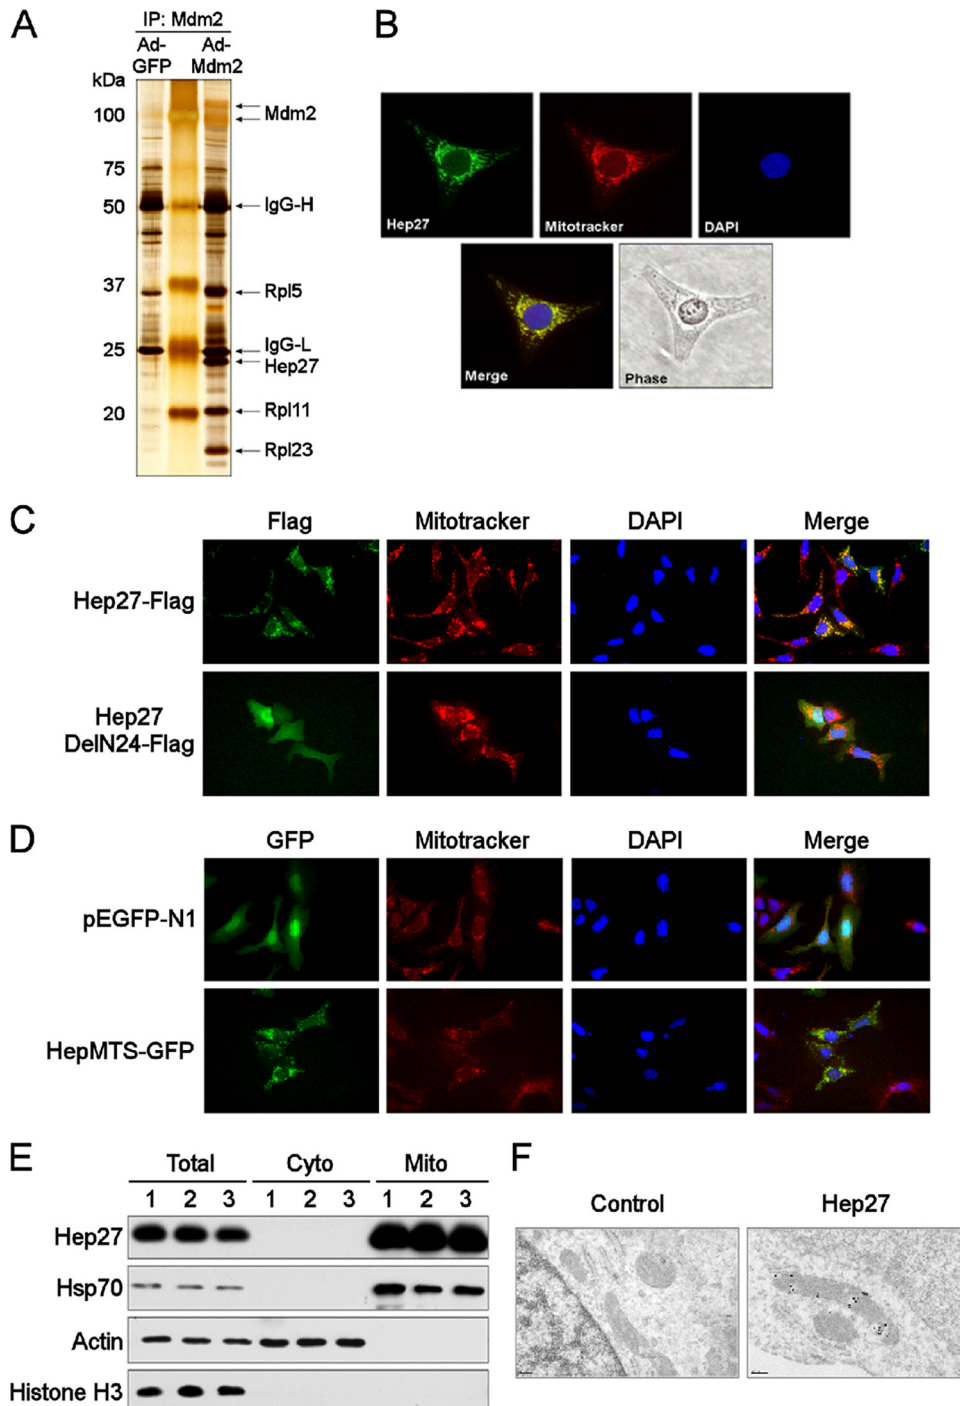 A
IP: Mdm2
Ad-GFP
Ad-Mdm2
kDa
100
75
50
37
25
20
Mdm2
IgG-H
Rpl5
IgG-L
Hep27
Rpl11
Rpl23
B
Hep27
Mitotracker
DAPI
Merge
Phase
C
Flag
Mitotracker
DAPI
Merge
Hep27-Flag
Hep27
DelN24-Flag
D
GFP
Mitotracker
DAPI
Merge
pEGFP-N1
HepMTS-GFP
E
Total
Cyto
Mito
1 2 3 1 2 3 1 2 3
Hep27
Hsp70
Actin
Histone H3
F
Control
Hep27